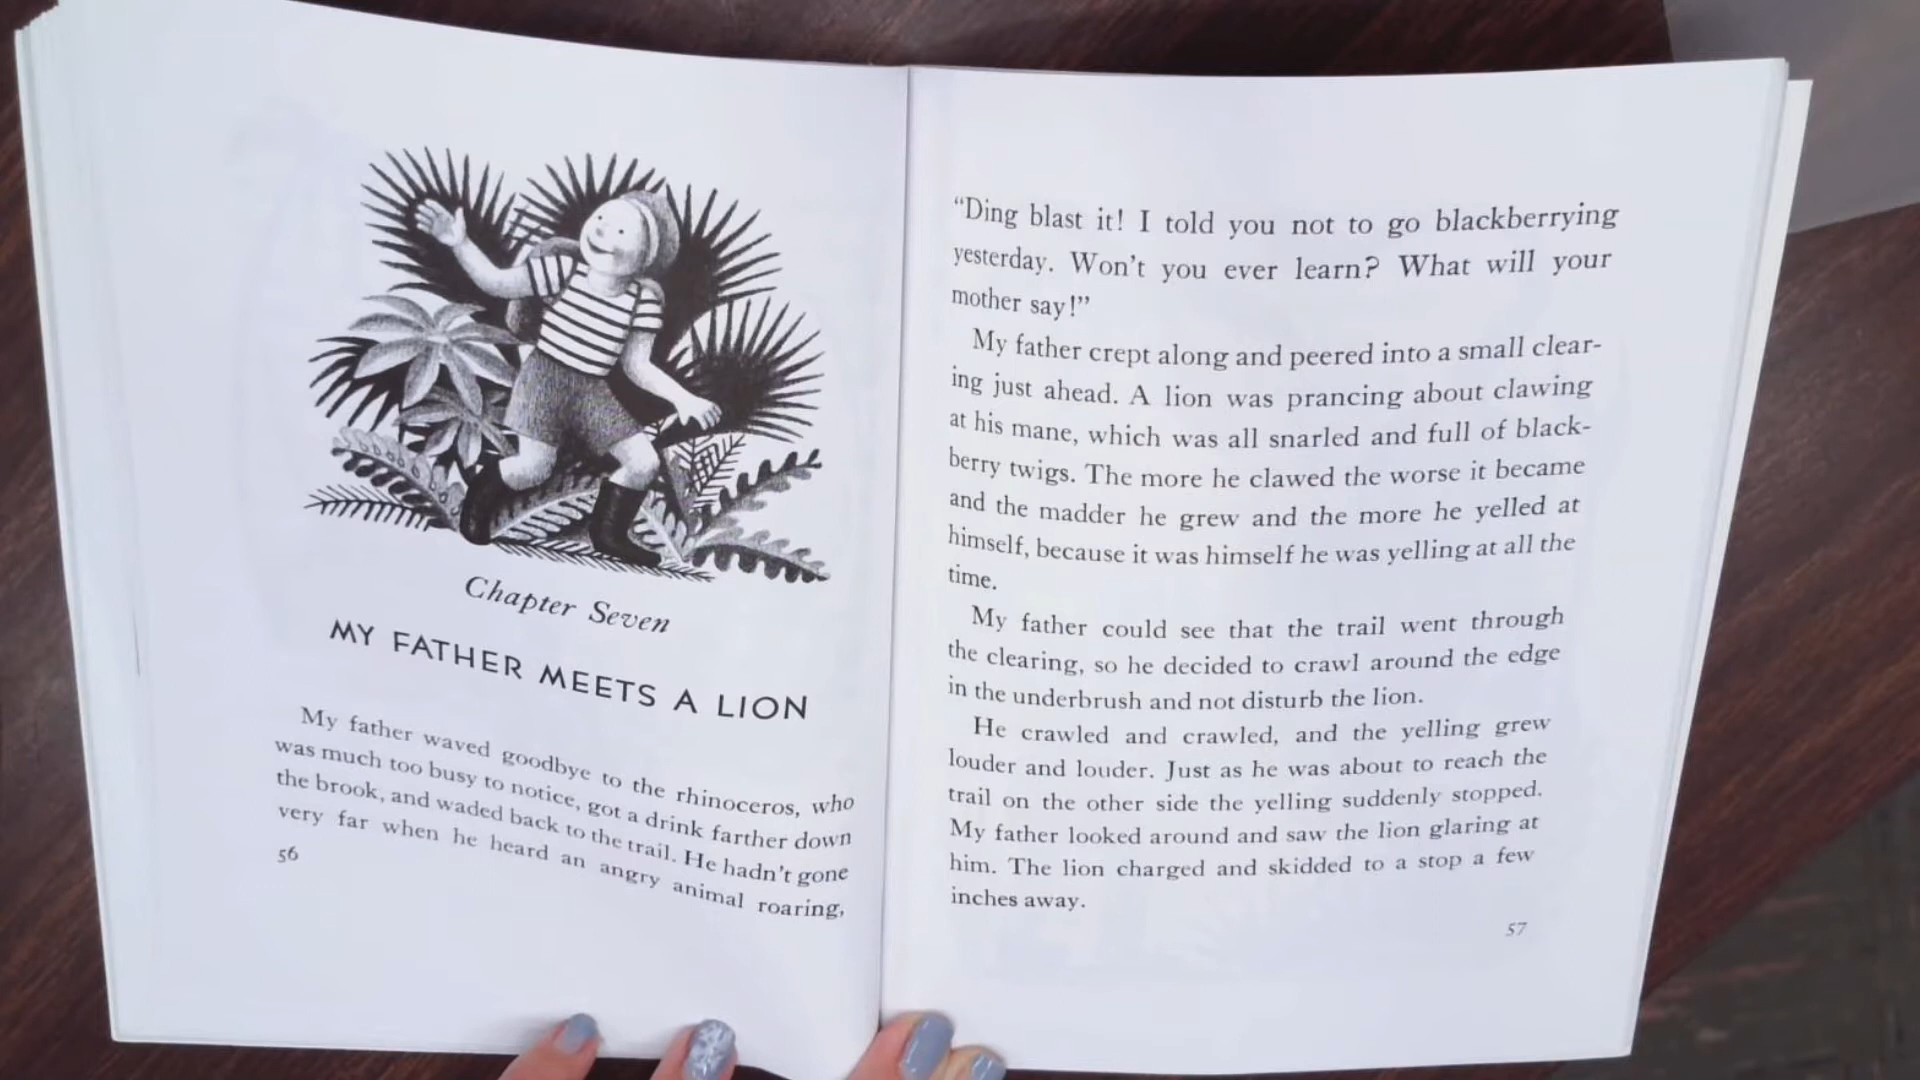 Chapter Seven
MY FATHER MEETS A LION
My father waved goodbye to the rhinoceros, who
was much too busy to notice, got a drink farther down
the brook, and waded back to the trail. He hadn't gone
very far when he heard an angry animal roaring,
56
“Ding blast it! I told you not to go blackberrying
yesterday. Won't you ever learn? What will your
mother say!”
My father crept along and peered into a small clear-
ing just ahead. A lion was prancing about clawing
at his mane, which was all snarled and full of black-
berry twigs. The more he clawed the worse it became
and the madder he grew and the more he yelled at
himself, because it was himself he was yelling at all the
time.
My father could see that the trail went through
the clearing, so he decided to crawl around the edge
in the underbrush and not disturb the lion.
He crawled and crawled, and the yelling grew
louder and louder. Just as he was about to reach the
trail on the other side the yelling suddenly stopped.
My father looked around and saw the lion glaring at
him. The lion charged and skidded to a stop a few
inches away.
57